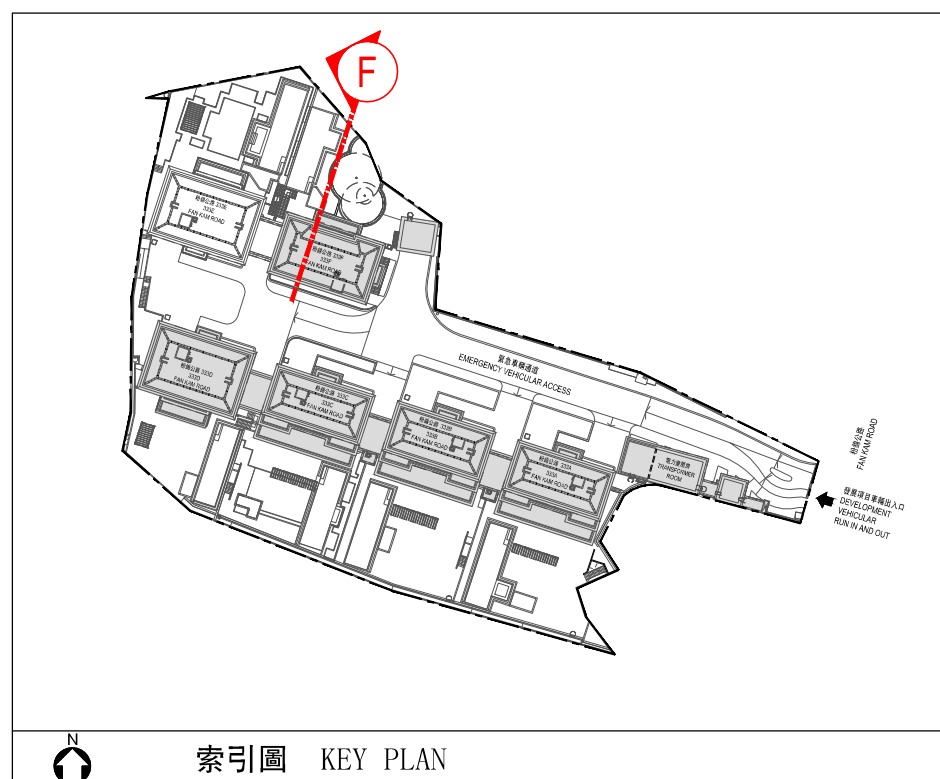 F
粉錦公路 333E
333E
FAN KAM ROAD
粉錦公路 333F
333F
FAN KAM ROAD
緊急車輛通道
EMERGENCY VEHICULAR ACCESS
粉錦公路 333D
333D
FAN KAM ROAD
粉錦公路 333C
333C
FAN KAM ROAD
粉錦公路 333B
333B
FAN KAM ROAD
粉錦公路 333A
333A
FAN KAM ROAD
電力變壓房
TRANSFORMER
ROOM
粉錦公路
FAN KAM ROAD
發展項目車輛出入口
DEVELOPMENT
VEHICULAR
RUN IN AND OUT
N
索引圖 KEY PLAN